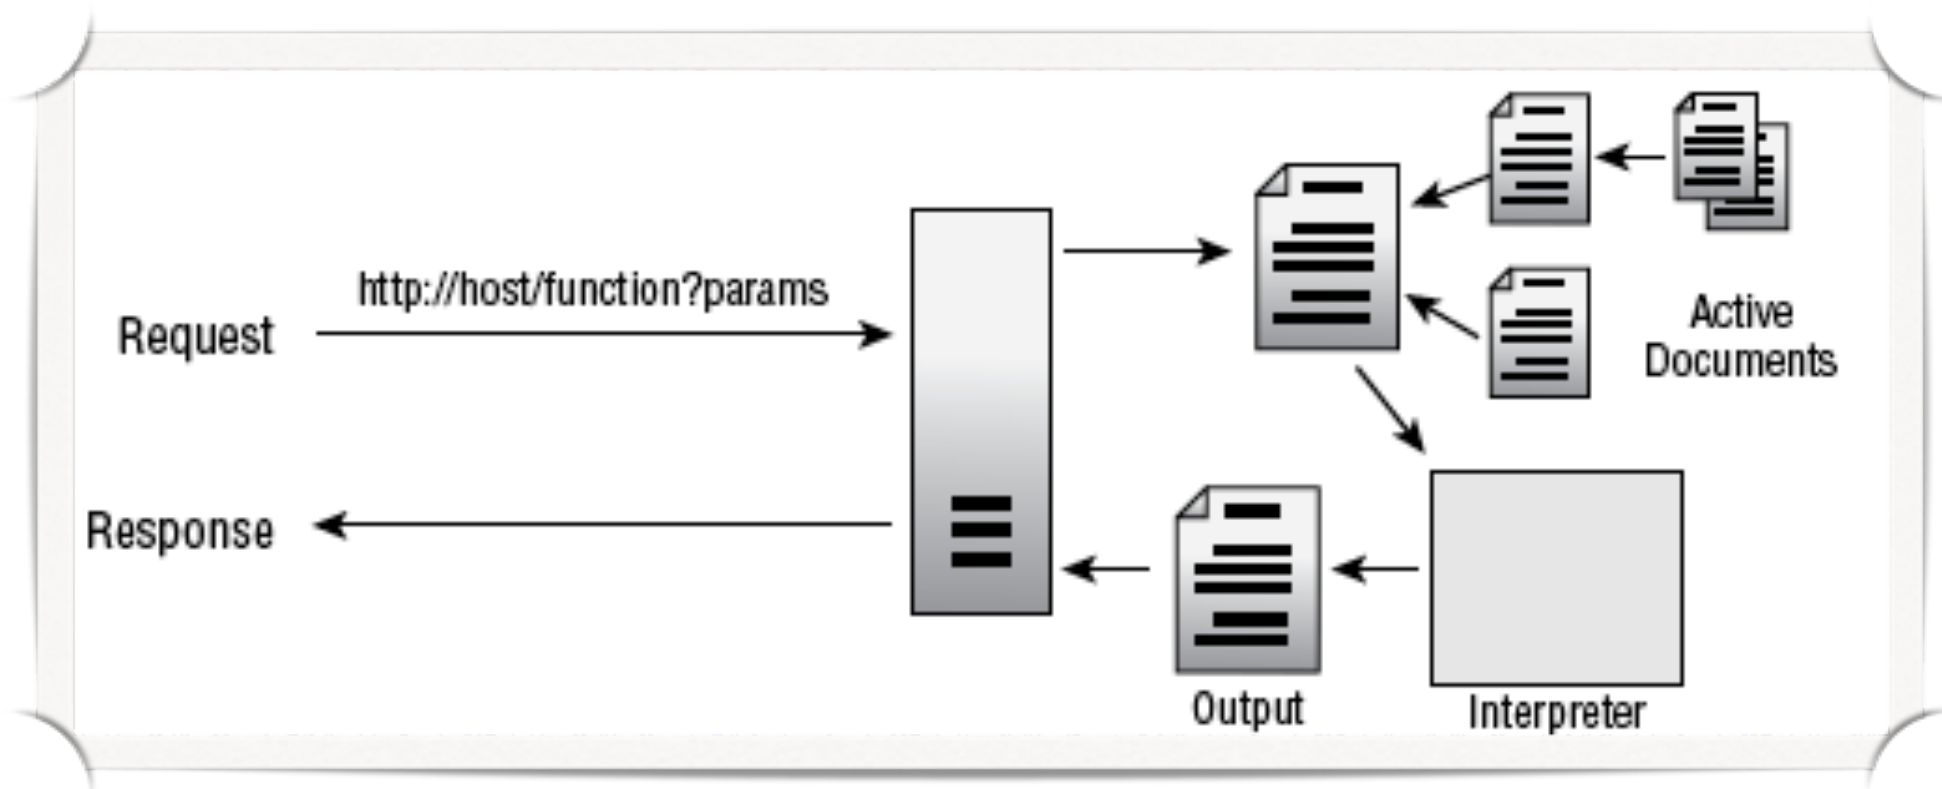 http://host/function?params
Request
Active
Documents
Response
Output
Interpreter